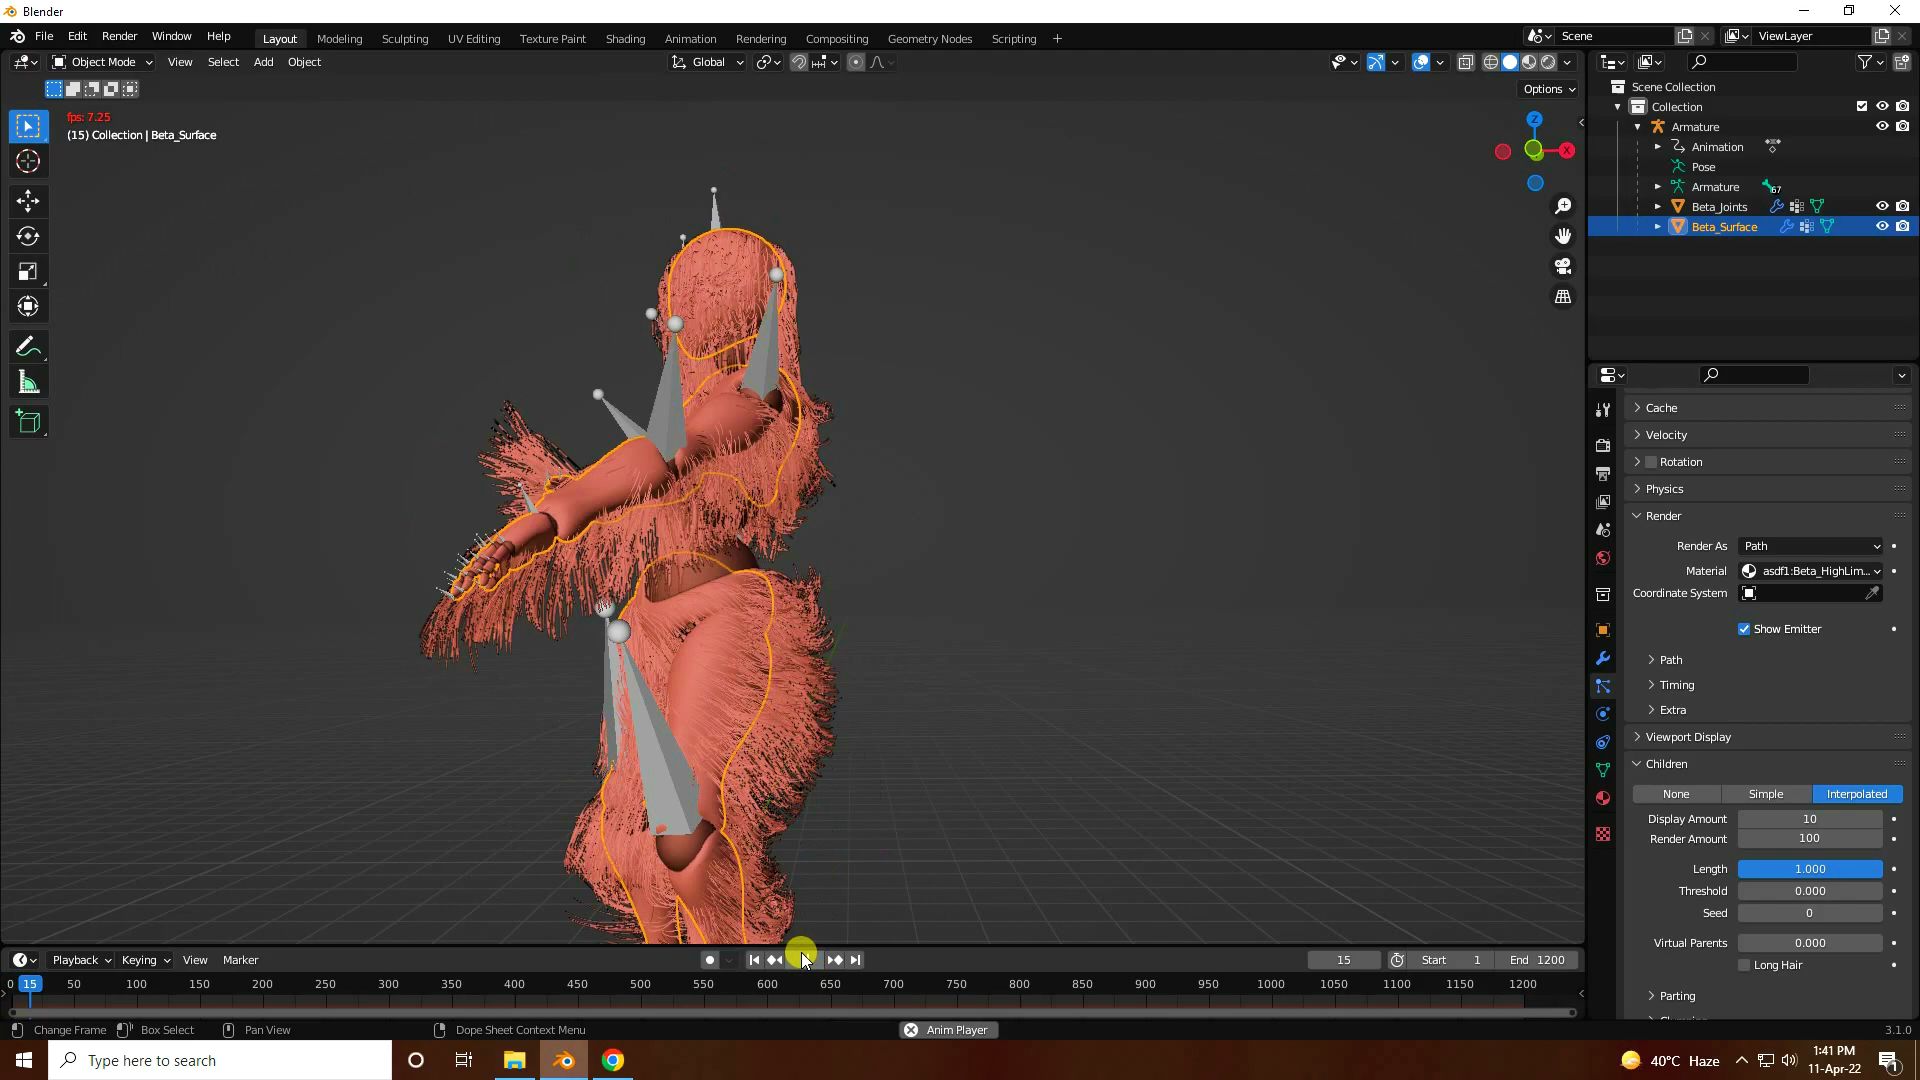 Blender
File Edit Render Window Help Layout Modeling Sculpting UV Editing Texture Paint Shading Animation Rendering Compositing Geometry Nodes Scripting + Scene ViewLayer
Object Mode View Select Add Object Global
Options
fps: 7.25
(15) Collection | Beta_Surface
Z
X
Scene Collection
Collection
Armature
Animation
Pose
Armature 67
Beta_Joints
Beta_Surface
Cache
Velocity
Rotation
Physics
Render
Render As Path
Material asdf1:Beta_HighLim...
Coordinate System
Show Emitter
Path
Timing
Extra
Viewport Display
Children
None Simple Interpolated
Display Amount 10
Render Amount 100
Length 1.000
Threshold 0.000
Seed 0
Virtual Parents 0.000
Long Hair
Parting
Playback Keying View Marker 15 Start 1 End 1200
0 15 50 100 150 200 250 300 350 400 450 500 550 600 650 700 750 800 850 900 950 1000 1050 1100 1150 1200
Change Frame Box Select Pan View Dope Sheet Context Menu Anim Player 3.1.0
Type here to search
40°C Haze
1:41 PM
11-Apr-22
1